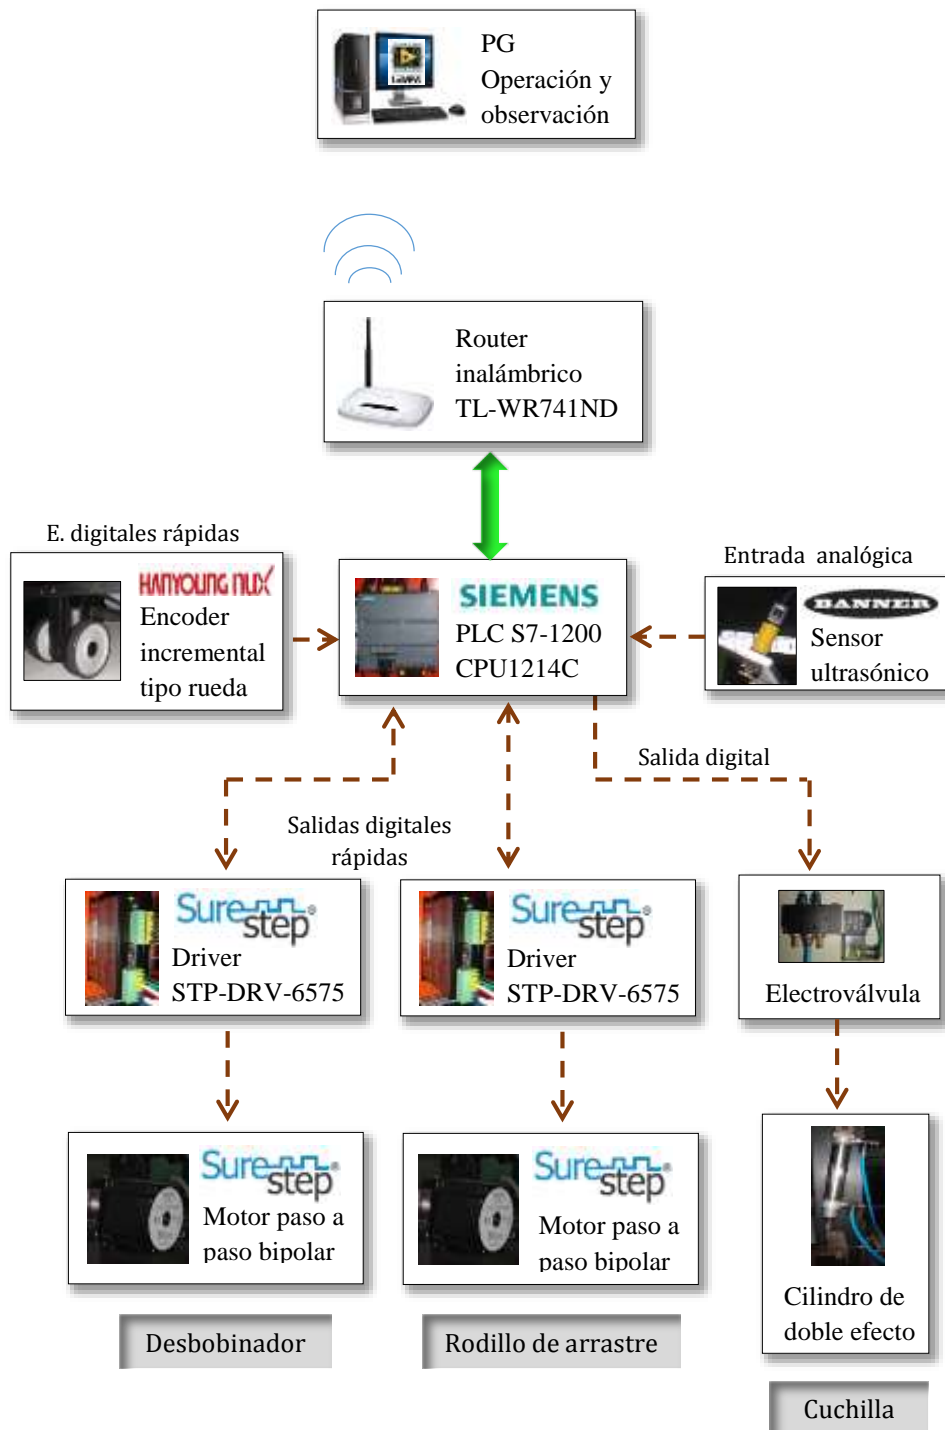 PG
Operación y
observación
Router
inalámbrico
TL-WR741ND
E. digitales rápidas
HANYOUNG NUX
Encoder
incremental
tipo rueda
SIEMENS
PLC S7-1200
CPU1214C
Entrada analógica
BANNER
Sensor
ultrasónico
Salida digital
Salidas digitales
rápidas
Sure step®
Driver
STP-DRV-6575
Sure step®
Driver
STP-DRV-6575
Electroválvula
Sure step®
Motor paso a
paso bipolar
Sure step®
Motor paso a
paso bipolar
Cilindro de
doble efecto
Desbobinador
Rodillo de arrastre
Cuchilla